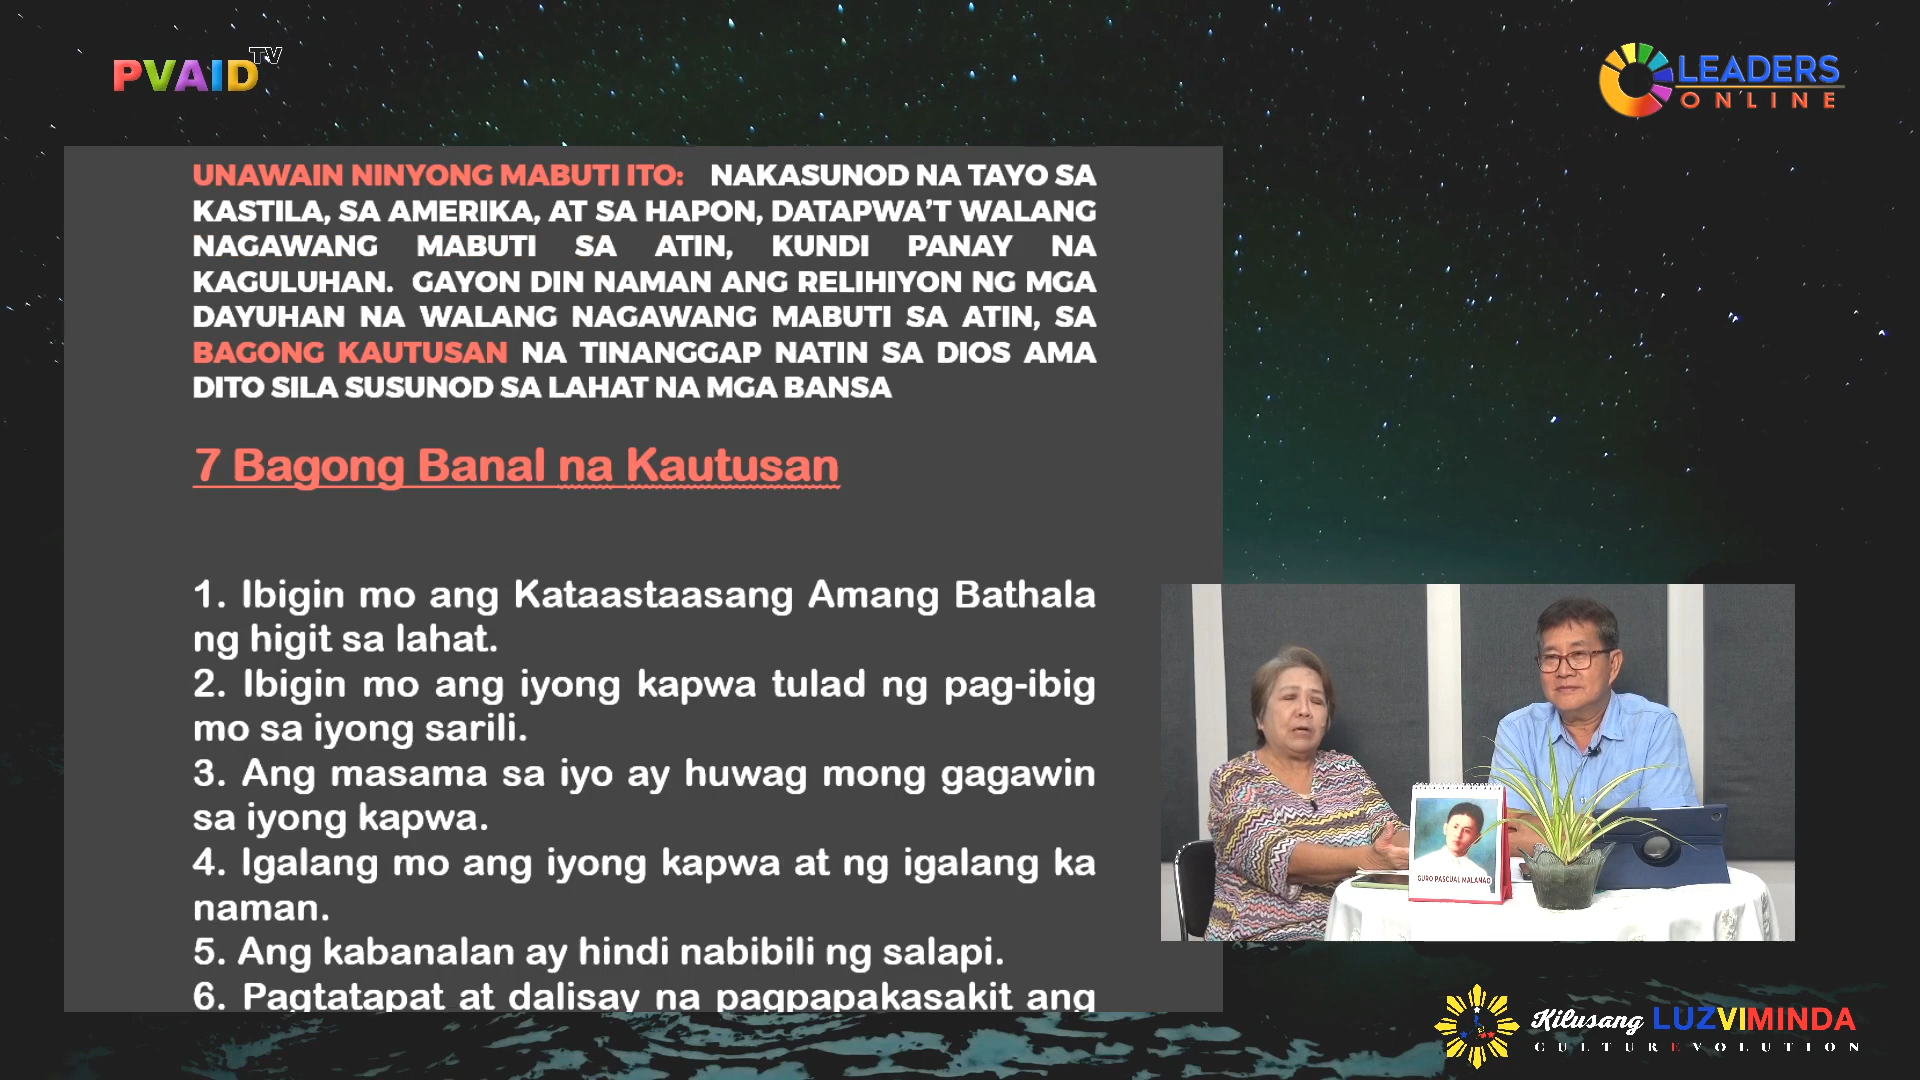 PVAID TV
LEADERS
ONLINE
UNAWAIN NINYONG MABUTI ITO: NAKASUNOD NA TAYO SA
KASTILA, SA AMERIKA, AT SA HAPON, DATAPWA'T WALANG
NAGAWANG MABUTI SA ATIN, KUNDI PANAY NA
KAGULUHAN. GAYON DIN NAMAN ANG RELIHIYON NG MGA
DAYUHAN NA WALANG NAGAWANG MABUTI SA ATIN, SA
BAGONG KAUTUSAN NA TINANGGAP NATIN SA DIOS AMA
DITO SILA SUSUNOD SA LAHAT NA MGA BANSA
7 Bagong Banal na Kautusan
1. Ibigin mo ang Kataastaasang Amang Bathala
ng higit sa lahat.
2. Ibigin mo ang iyong kapwa tulad ng pag-ibig
mo sa iyong sarili.
3. Ang masama sa iyo ay huwag mong gagawin
sa iyong kapwa.
4. Igalang mo ang iyong kapwa at ng igalang ka
naman.
5. Ang kabanalan ay hindi nabibili ng salapi.
6. Pagtatapat at dalisay na pagpapakasakit ang
GURO PASCUAL MALANAO
Kilusang LUZVIMINDA
CULTUREVOLUTION